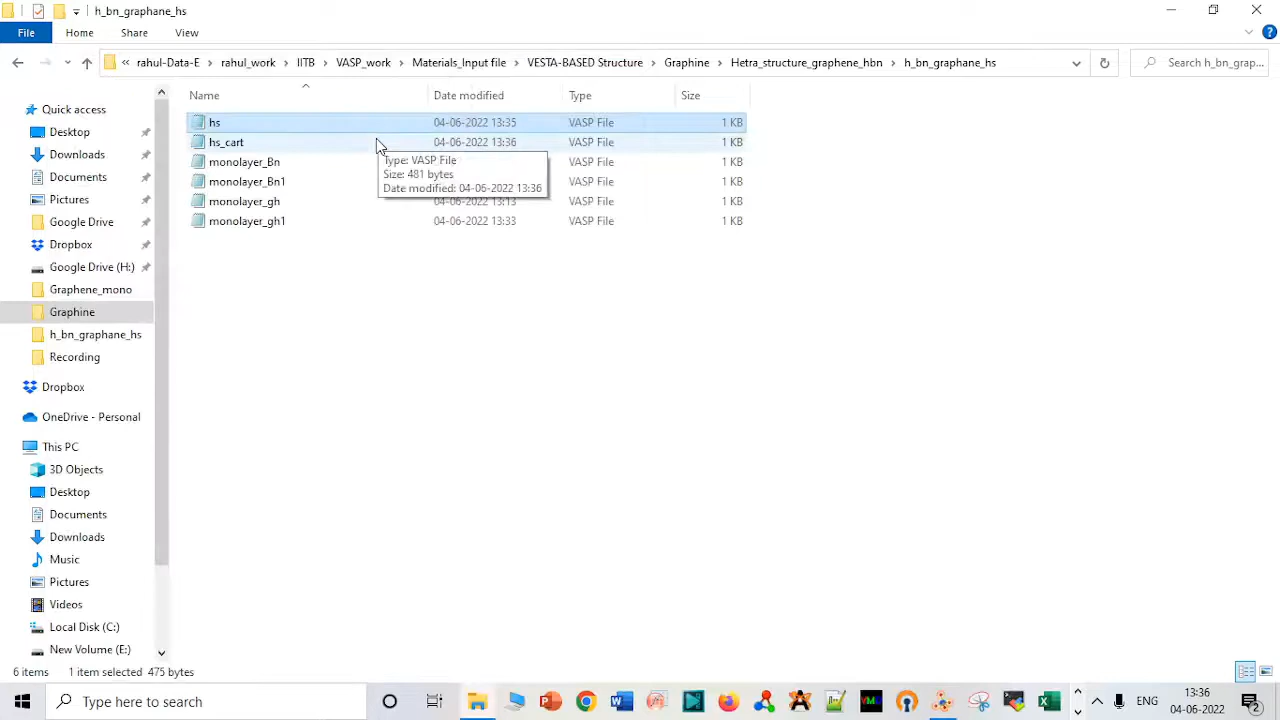 h_bn_graphane_hs
File Home Share View
rahul-Data-E rahul_work IITB VASP_work Materials_Input file VESTA-BASED Structure Graphine Hetra_structure_graphene_hbn h_bn_graphane_hs Search h_bn_grap...
Name Date modified Type Size
Quick access
Desktop
Downloads
Documents
Pictures
Google Drive
Dropbox
Google Drive (H:)
Graphene_mono
Graphine
h_bn_graphane_hs
Recording
Dropbox
OneDrive - Personal
This PC
3D Objects
Desktop
Documents
Downloads
Music
Pictures
Videos
Local Disk (C:)
New Volume (E:)
hs 04-06-2022 13:35 VASP File 1 KB
hs_cart 04-06-2022 13:36 VASP File 1 KB
monolayer_Bn VASP File 1 KB
monolayer_Bn1 VASP File 1 KB
monolayer_gh 04-06-2022 13:13 VASP File 1 KB
monolayer_gh1 04-06-2022 13:33 VASP File 1 KB
Type: VASP File
Size: 481 bytes
Date modified: 04-06-2022 13:36
6 items 1 item selected 475 bytes
Type here to search
ENG
13:36
04-06-2022
2